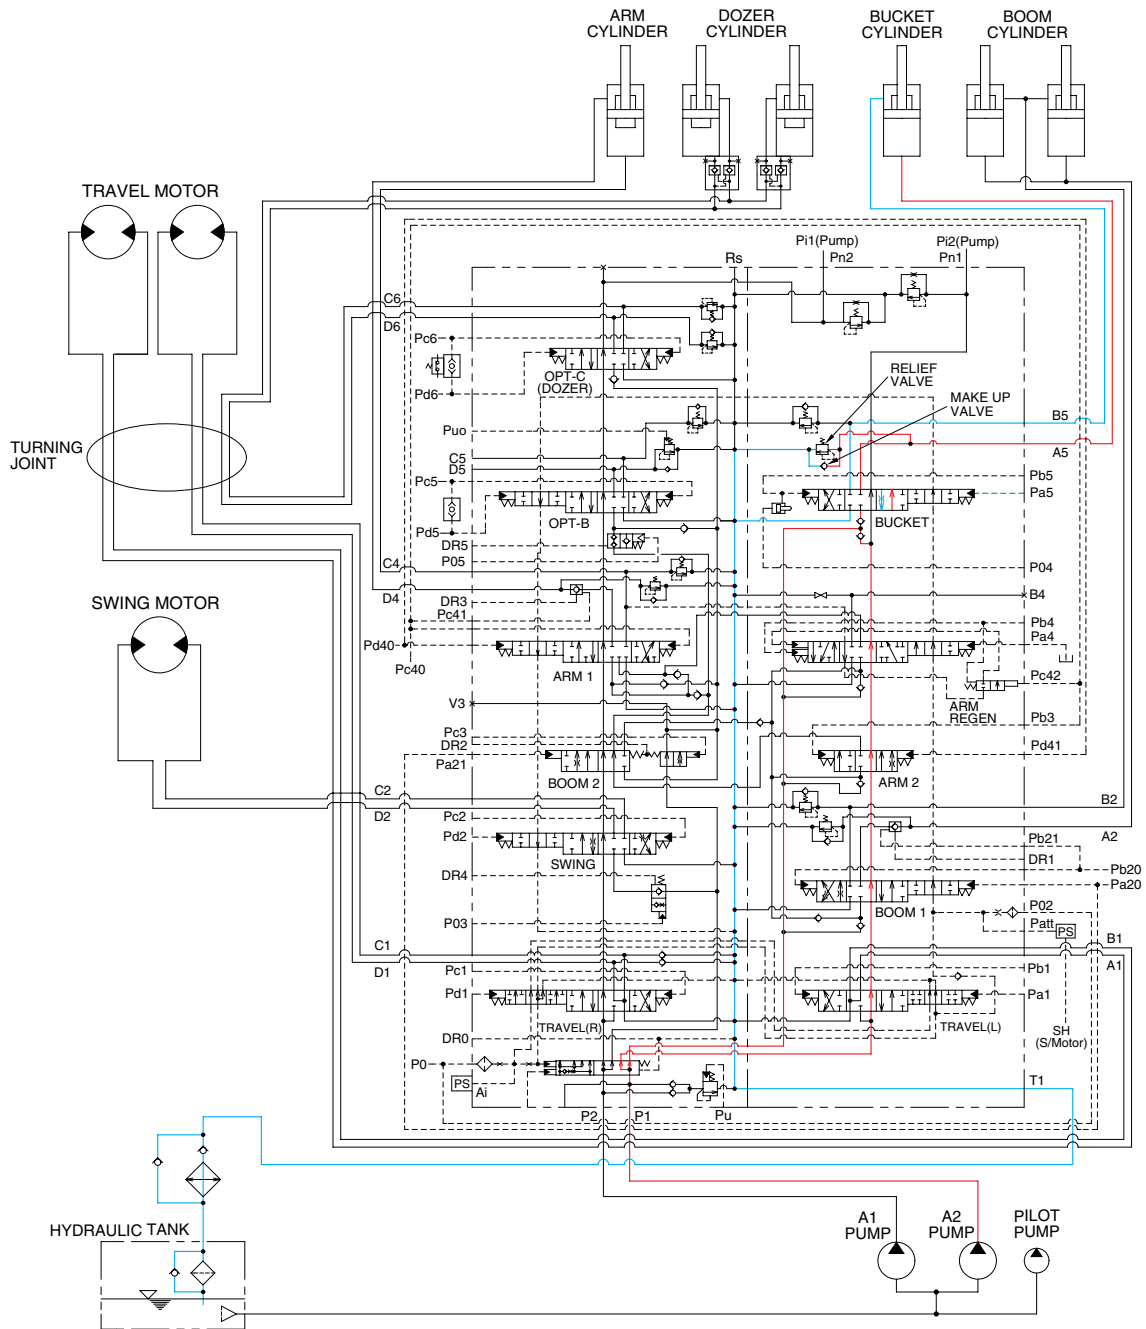 ARM CYLINDER
DOZER CYLINDER
BUCKET CYLINDER
BOOM CYLINDER
TRAVEL MOTOR
Pi1(Pump)
Pn2
Pi2(Pump)
Pn1
Rs
C6
D6
Pc6
Pd6
OPT-C
(DOZER)
RELIEF
VALVE
MAKE UP
VALVE
B5
A5
TURNING
JOINT
Puo
C5
D5
Pc5
Pd5
OPT-B
Pb5
Pa5
BUCKET
DR5
P05
P04
C4
D4
B4
DR3
Pc41
Pb4
Pa4
SWING MOTOR
Pd40
Pc40
ARM 1
Pc42
ARM
REGEN
V3
Pb3
Pc3
DR2
Pa21
Pd41
BOOM 2
ARM 2
C2
D2
B2
A2
Pc2
Pd2
SWING
Pb21
DR1
Pb20
Pa20
DR4
BOOM 1
P03
P02
Patt
PS
C1
D1
B1
A1
Pc1
Pd1
Pb1
Pa1
TRAVEL(R)
TRAVEL(L)
SH
(S/Motor)
DR0
P0
PS
Ai
T1
P2
P1
Pu
HYDRAULIC TANK
A1
PUMP
A2
PUMP
PILOT
PUMP